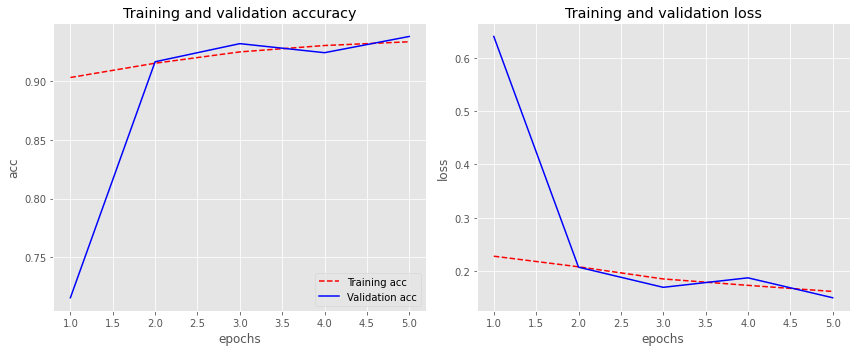 Training and validation accuracy
acc
0.90
0.85
0.80
0.75
1.0 1.5 2.0 2.5 3.0 3.5 4.0 4.5 5.0
epochs
Training acc
Validation acc
Training and validation loss
loss
0.6
0.5
0.4
0.3
0.2
1.0 1.5 2.0 2.5 3.0 3.5 4.0 4.5 5.0
epochs